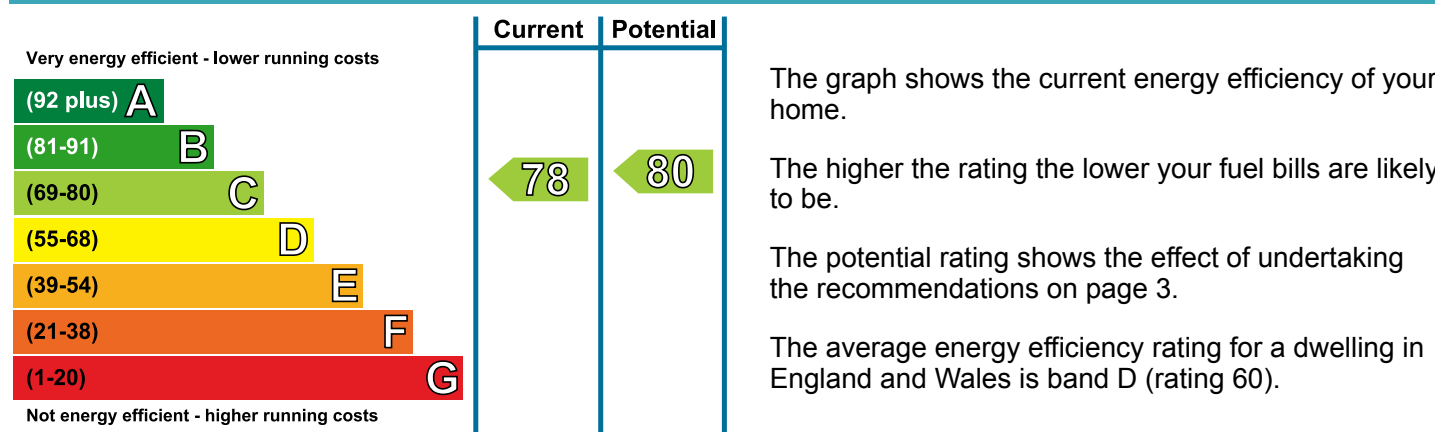 Current Potential
Very energy efficient - lower running costs
(92 plus) A
(81-91) B
(69-80) C
(55-68) D
(39-54) E
(21-38) F
(1-20) G
Not energy efficient - higher running costs
78
80
The graph shows the current energy efficiency of your
home.
The higher the rating the lower your fuel bills are likely
to be.
The potential rating shows the effect of undertaking
the recommendations on page 3.
The average energy efficiency rating for a dwelling in
England and Wales is band D (rating 60).